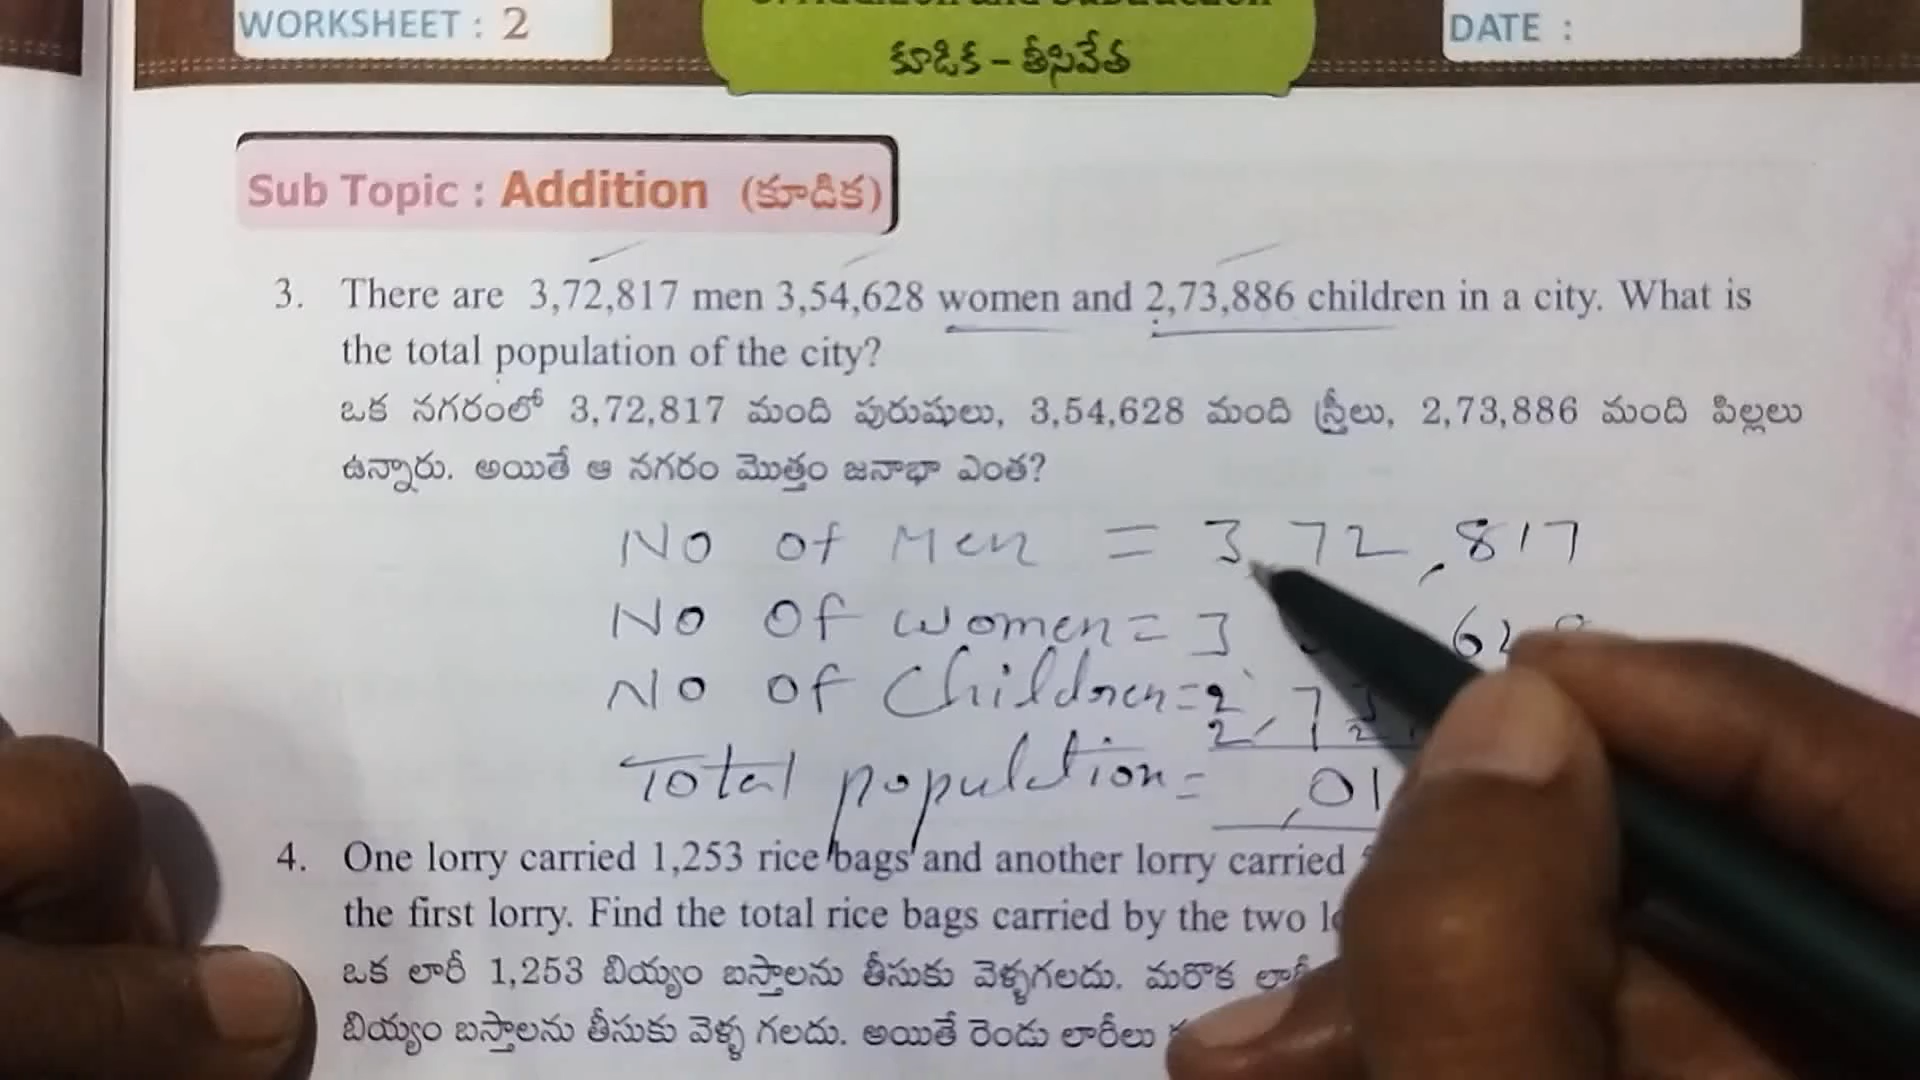 WORKSHEET : 2
DATE :
కూడిక – తీసివేత
Sub Topic : Addition (కూడిక)
3. There are 3,72,817 men 3,54,628 women and 2,73,886 children in a city. What is
the total population of the city?
ఒక నగరంలో 3,72,817 మంది పురుషులు, 3,54,628 మంది స్త్రీలు, 2,73,886 మంది పిల్లలు
ఉన్నారు. అయితే ఆ నగరం మొత్తం జనాభా ఎంత?
No of Men = 3,72,817
No of women = 3
No of Children = 2,73
Total population = ,01
4. One lorry carried 1,253 rice bags and another lorry carried
the first lorry. Find the total rice bags carried by the two
ఒక లారీ 1,253 బియ్యం బస్తాలను తీసుకు వెళ్ళగలదు. మరొక
బియ్యం బస్తాలను తీసుకు వెళ్ళ గలదు. అయితే రెండు లారీలు